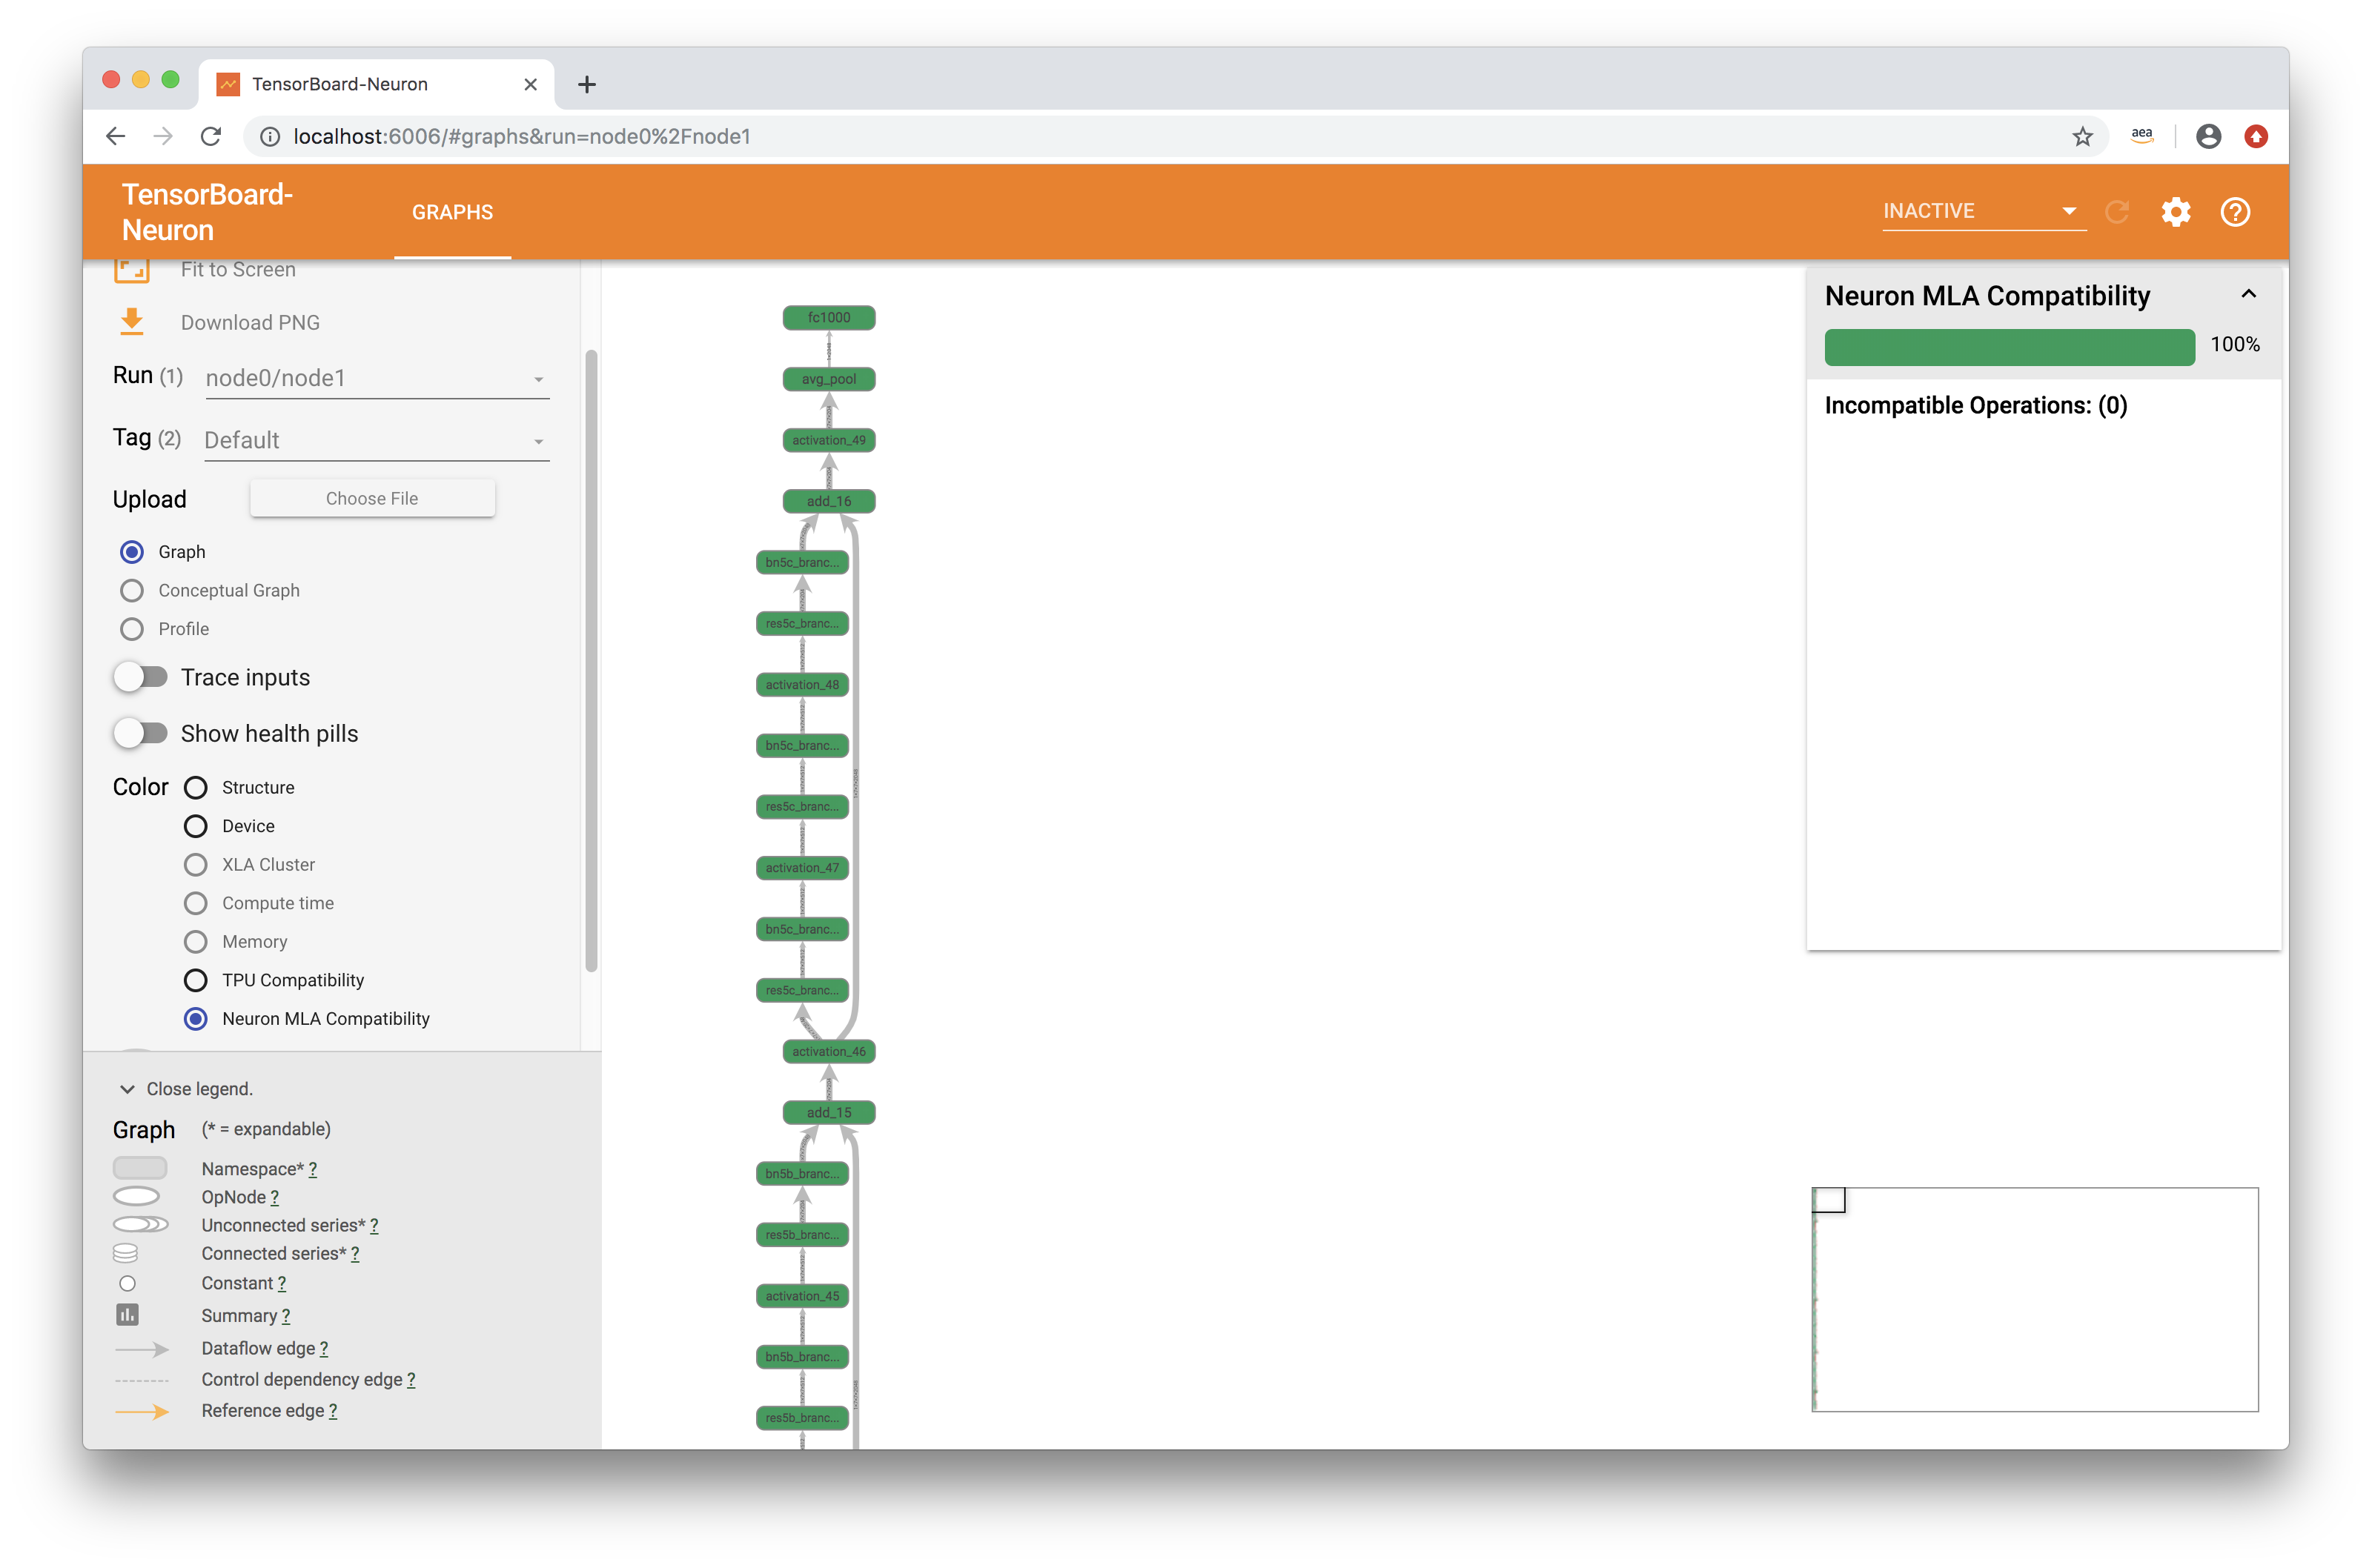 TensorBoard-Neuron
localhost:6006/#graphs&run=node0%2Fnode1
aea
TensorBoard-
Neuron
GRAPHS
INACTIVE
Fit to Screen
Download PNG
Run (1) node0/node1
Tag (2) Default
Upload Choose File
Graph
Conceptual Graph
Profile
Trace inputs
Show health pills
Color Structure
Device
XLA Cluster
Compute time
Memory
TPU Compatibility
Neuron MLA Compatibility
Close legend.
Graph (* = expandable)
Namespace* ?
OpNode ?
Unconnected series* ?
Connected series* ?
Constant ?
Summary ?
Dataflow edge ?
Control dependency edge ?
Reference edge ?
fc1000
avg_pool
activation_49
add_16
bn5c_branc...
res5c_branc...
activation_48
bn5c_branc...
res5c_branc...
activation_47
bn5c_branc...
res5c_branc...
activation_46
add_15
bn5b_branc...
res5b_branc...
activation_45
bn5b_branc...
res5b_branc...
Neuron MLA Compatibility
100%
Incompatible Operations: (0)